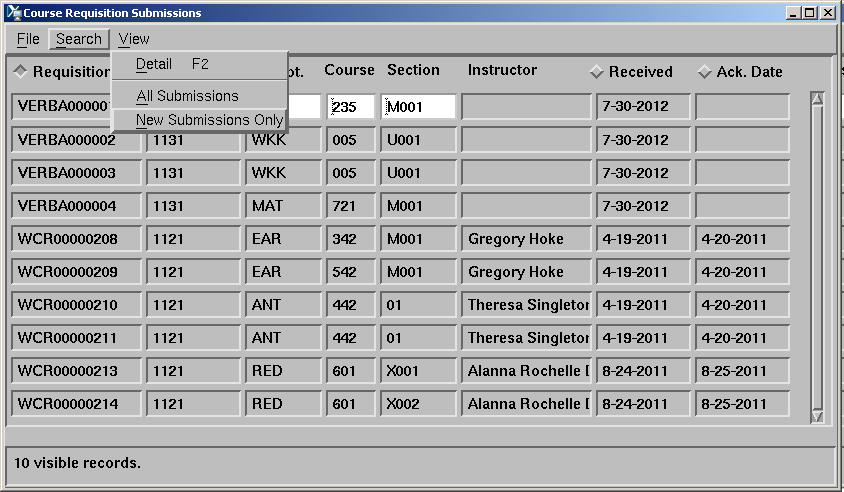 Course Requisition Submissions
File Search View
Detail F2
All Submissions
New Submissions Only
Requisition ot. Course Section Instructor Received Ack. Date
VERBA00000 235 M001 7-30-2012
VERBA000002 1131 WKK 005 U001 7-30-2012
VERBA000003 1131 WKK 005 U001 7-30-2012
VERBA000004 1131 MAT 721 M001 7-30-2012
WCR00000208 1121 EAR 342 M001 Gregory Hoke 4-19-2011 4-20-2011
WCR00000209 1121 EAR 542 M001 Gregory Hoke 4-19-2011 4-20-2011
WCR00000210 1121 ANT 442 01 Theresa Singleton 4-19-2011 4-20-2011
WCR00000211 1121 ANT 442 01 Theresa Singleton 4-19-2011 4-20-2011
WCR00000213 1121 RED 601 X001 Alanna Rochelle 8-24-2011 8-25-2011
WCR00000214 1121 RED 601 X002 Alanna Rochelle 8-24-2011 8-25-2011
10 visible records.